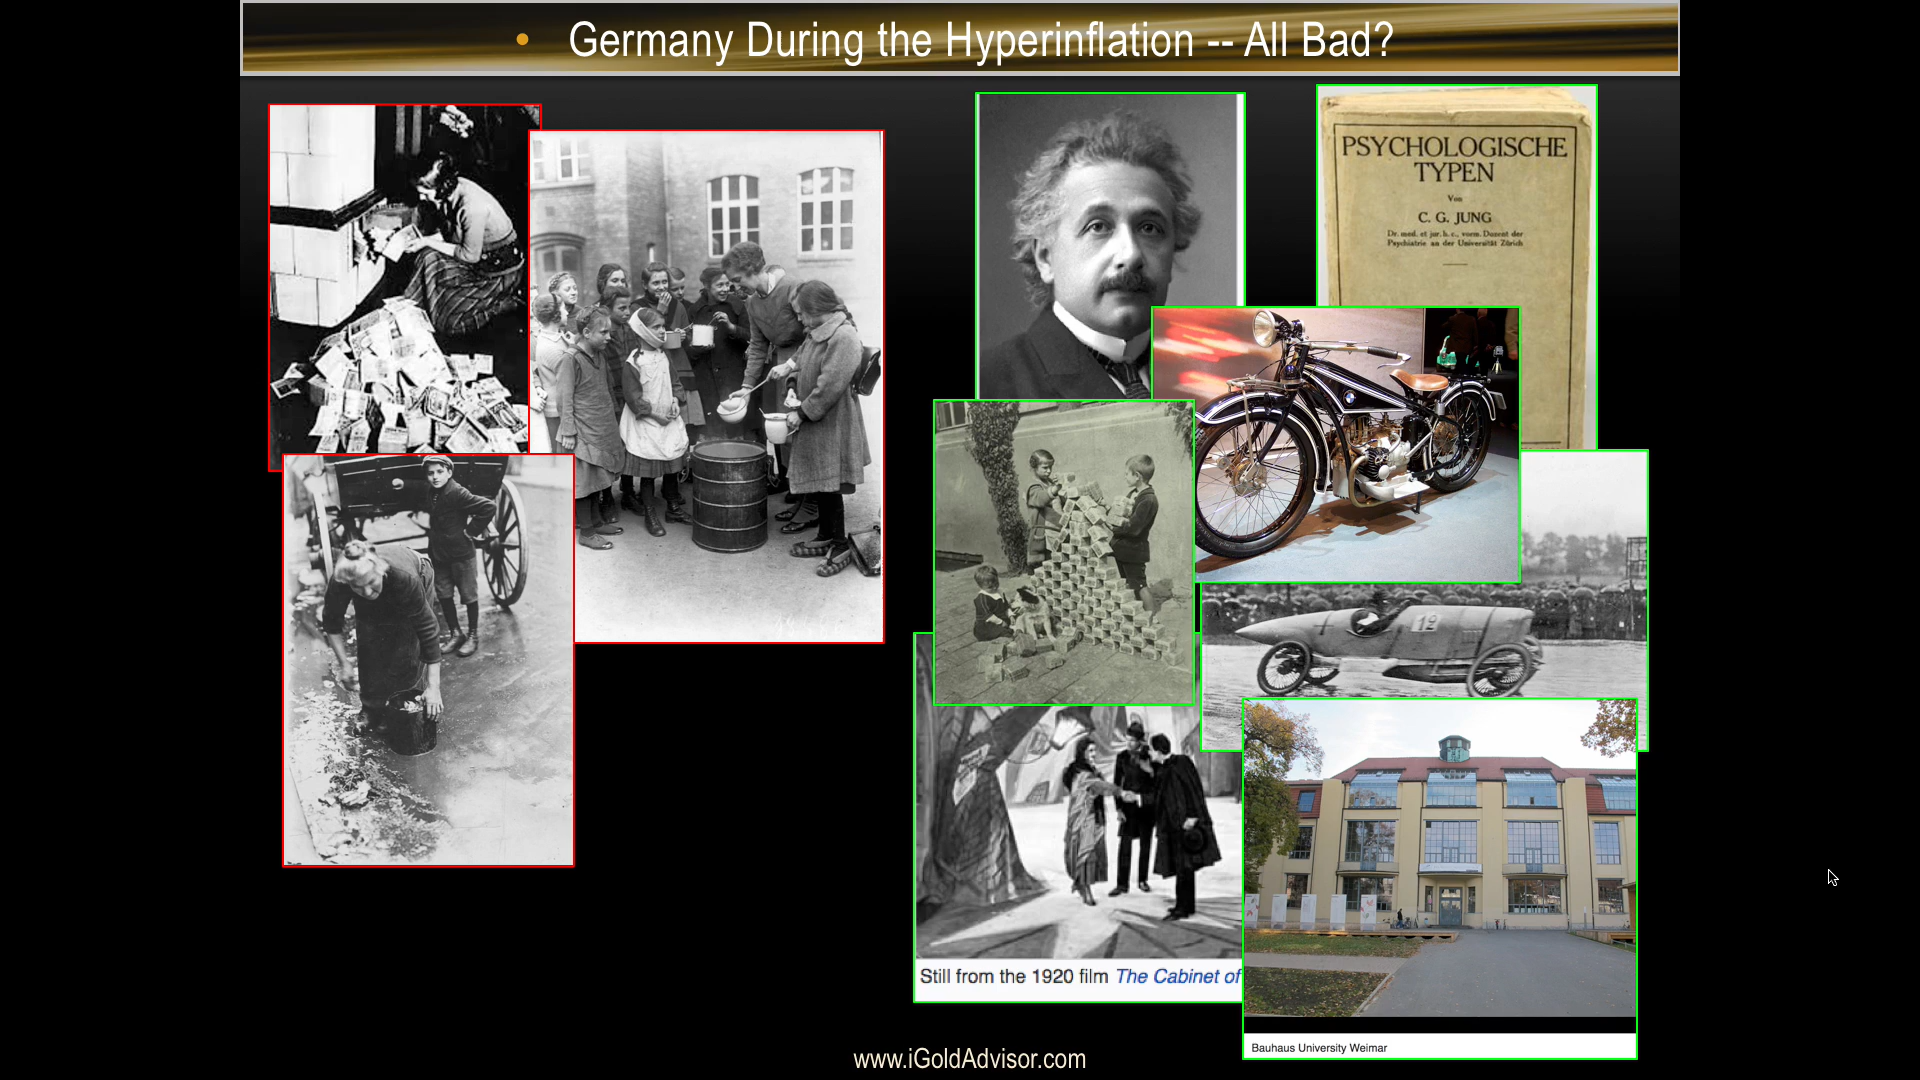 • Germany During the Hyperinflation -- All Bad?
PSYCHOLOGISCHE
TYPEN
Von
C. G. JUNG
Dr. med. et jur. h. c., vorm. Dozent der
Psychiatrie an der Universität Zürich
12
Still from the 1920 film The Cabinet of
Bauhaus University Weimar
www.iGoldAdvisor.com